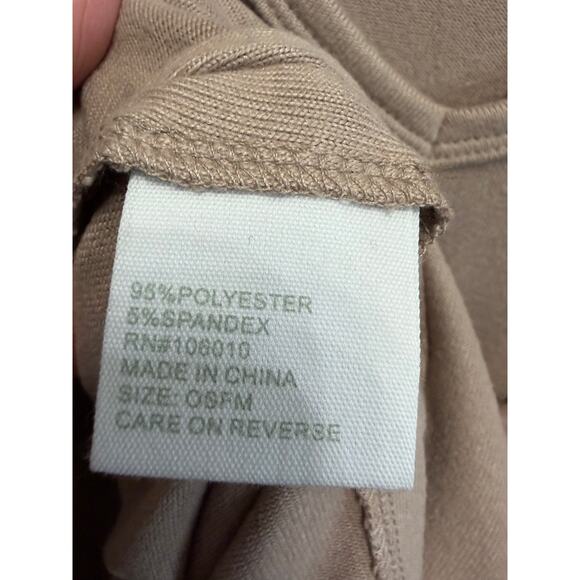 95%POLYESTER
5%SPANDEX
RN#106010
MADE IN CHINA
SIZE: OSFM
CARE ON REVERSE